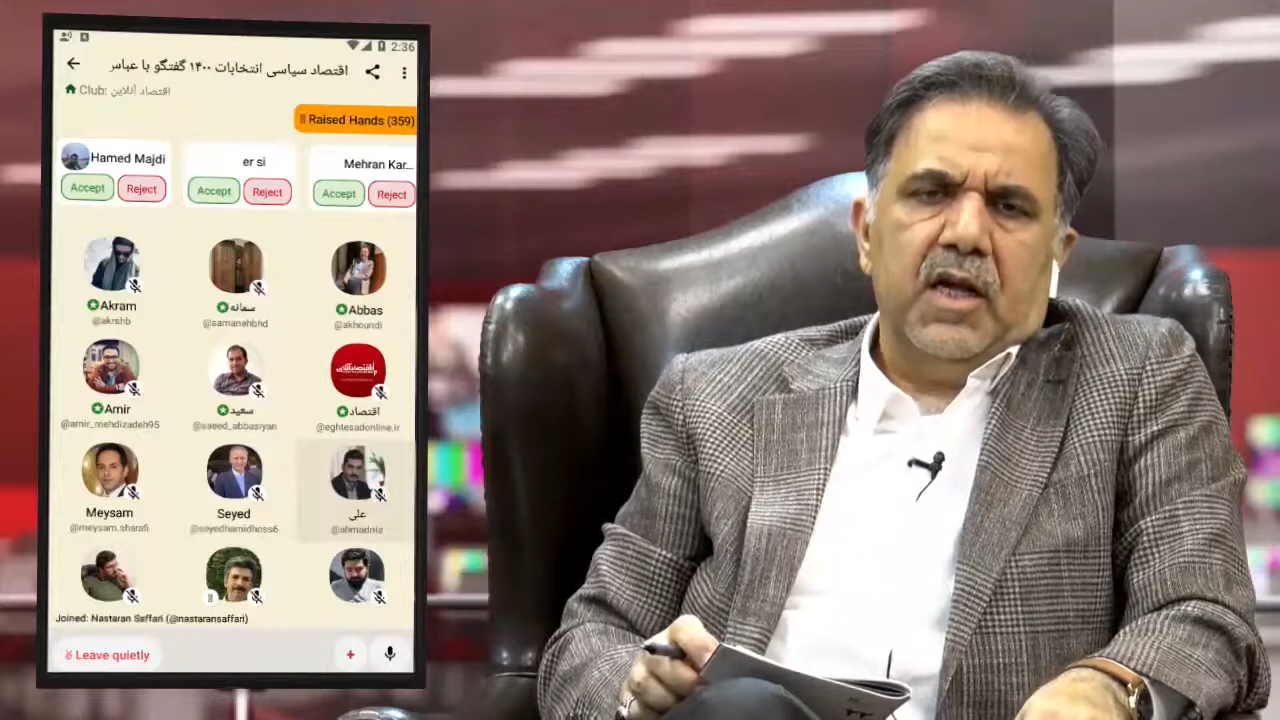 2:36
اقتصاد سیاسی انتخابات ۱۴۰۰ گفتگو با عباس
Club: اقتصاد آنلاین
Raised Hands (359)
Hamed Majdi
er si
Mehran Kar...
Accept Reject
Accept Reject
Accept Reject
Akram
سمانه
Abbas
@akrshb
@samanehbhd
@akhoundi
اقتصادآنلاین
Amir
سعید
اقتصاد
@amir_mehdizadeh95
@saeed_abbasiyan
@eghtesadonline.ir
Meysam
Seyed
علی
@meysam.sharafi
@seyedhamidhoss6
@ahmadnia
Joined: Nastaran Saffari (@nastaransaffari)
Leave quietly
+